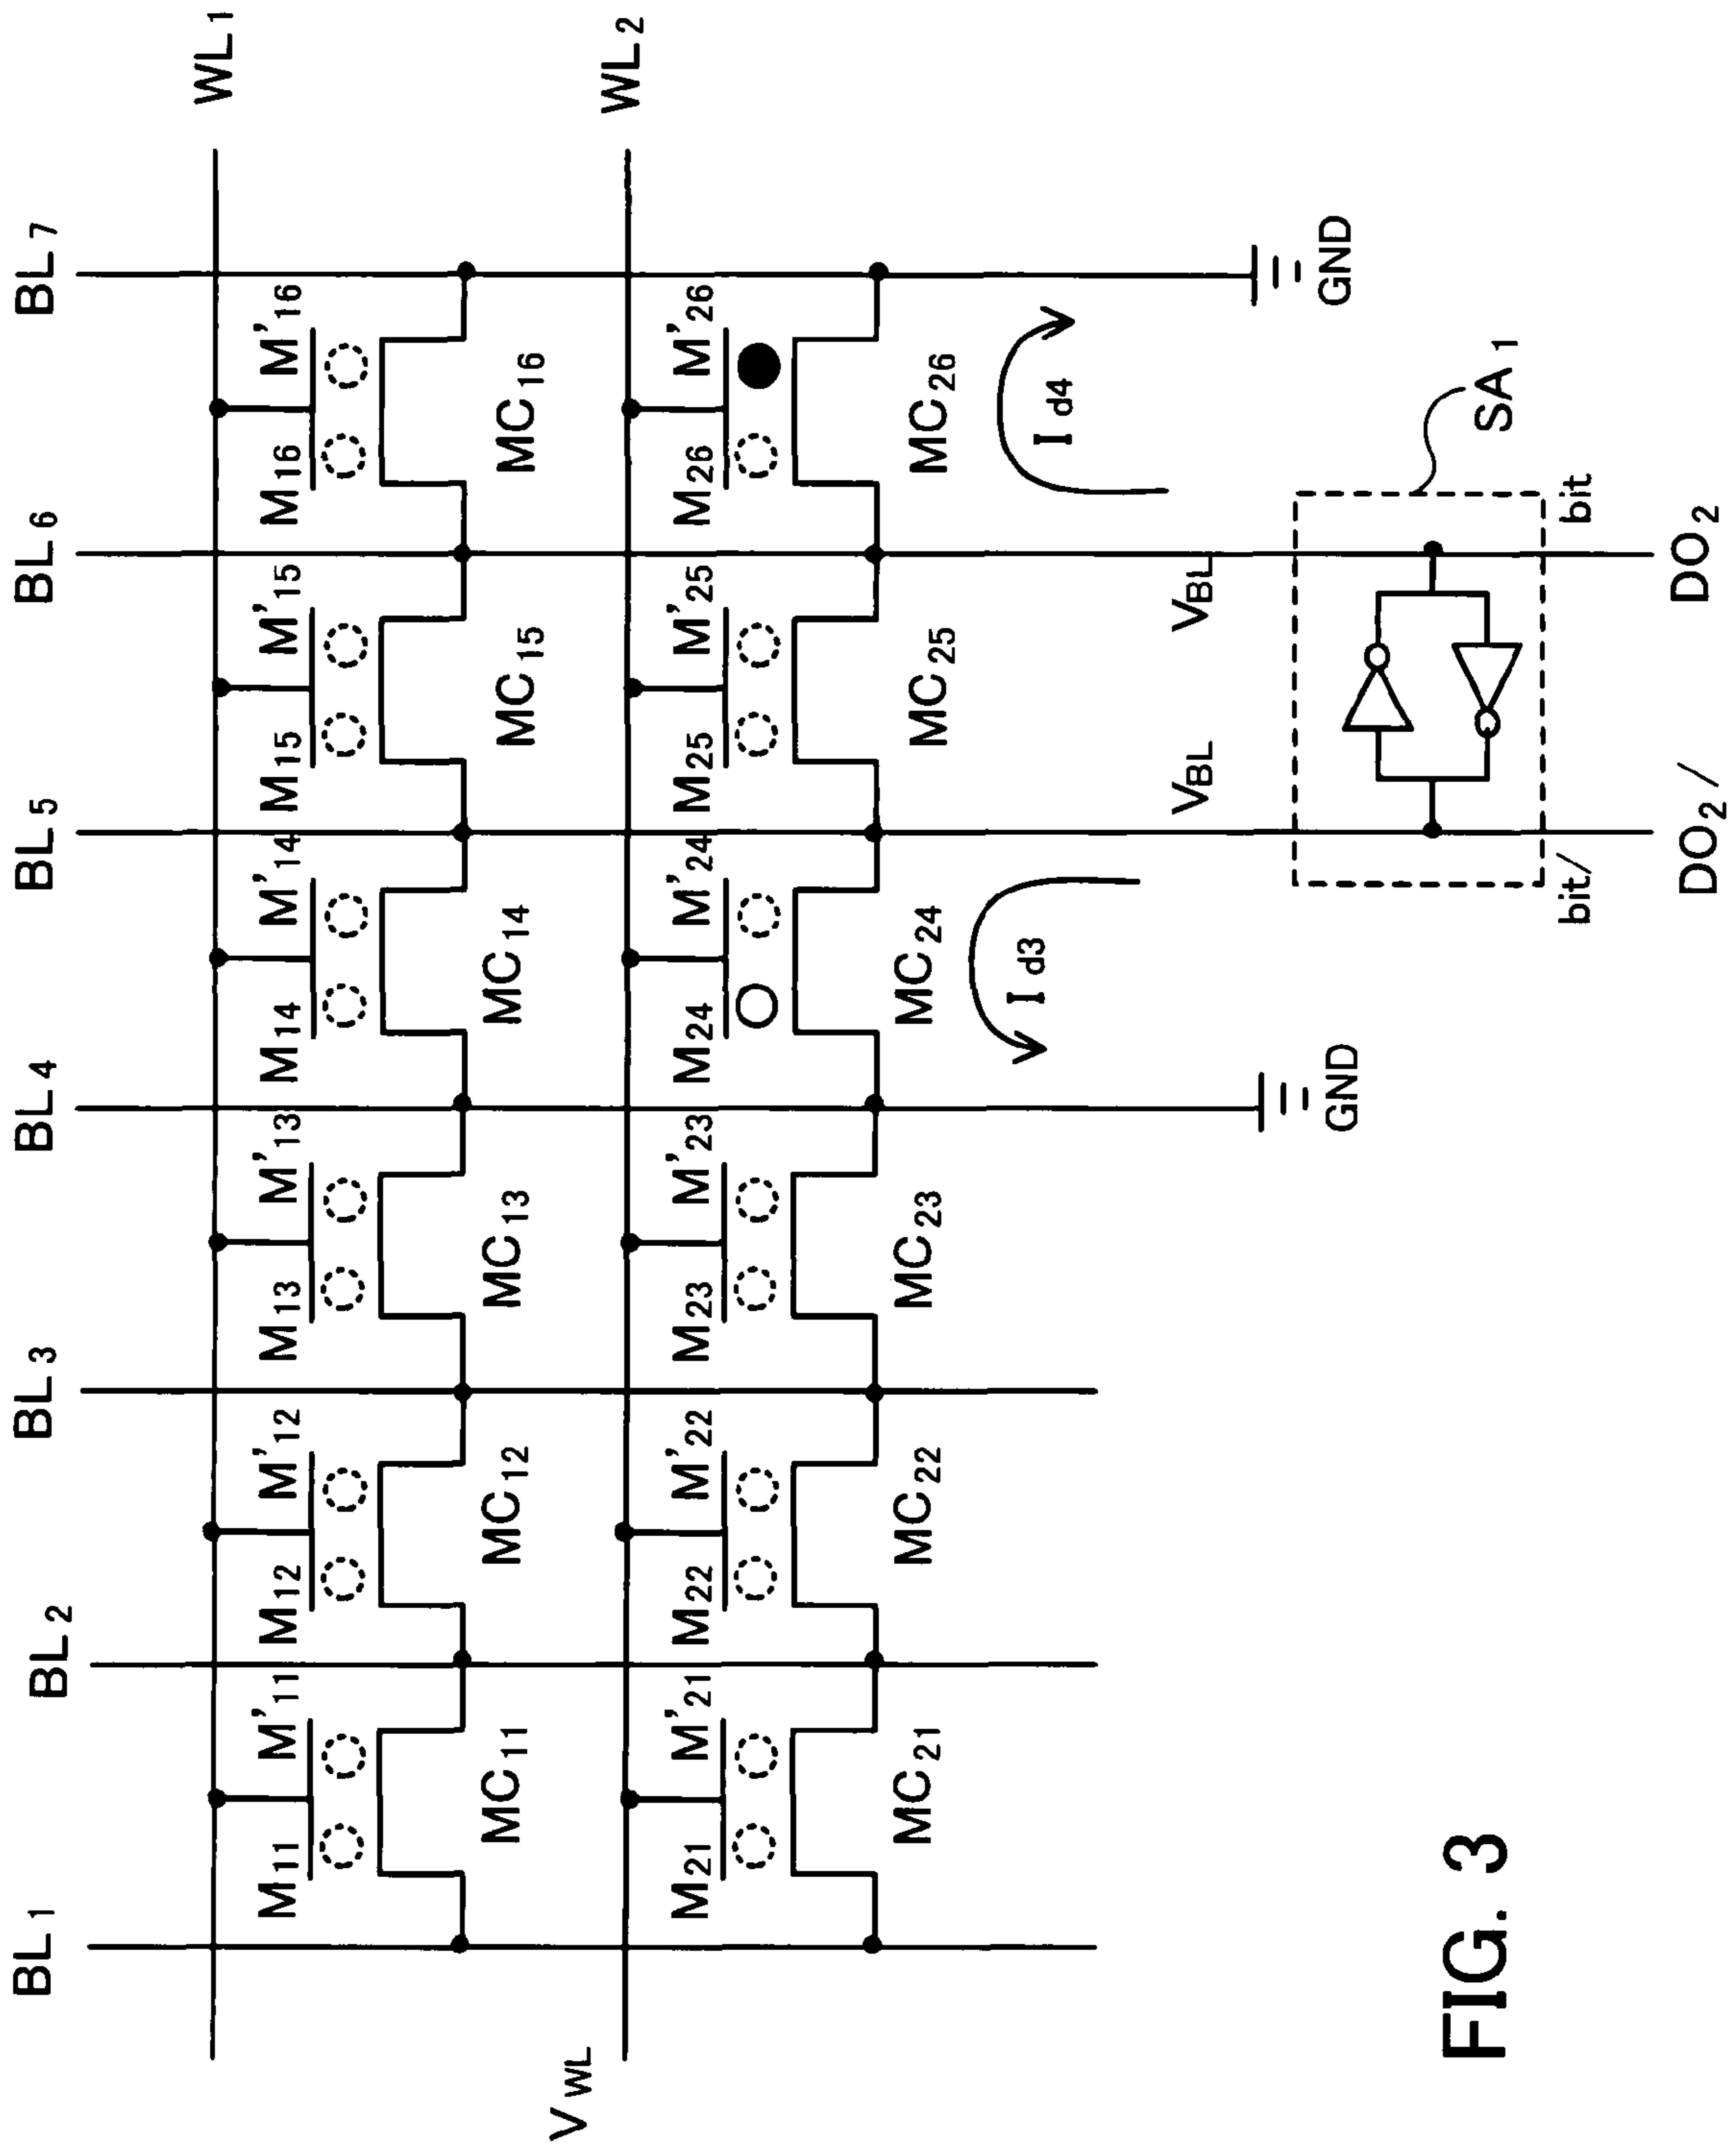 BL1 BL2 BL3 BL4 BL5 BL6 BL7
WL1
M11 M'11 M12 M'12 M13 M'13 M14 M'14 M15 M'15 M16 M'16
MC11 MC12 MC13 MC14 MC15 MC16
VWL
WL2
M21 M'21 M22 M'22 M23 M'23 M24 M'24 M25 M'25 M26 M'26
MC21 MC22 MC23 MC24 MC25 MC26
Id3 Id4
VBL VBL
GND GND
SA1
bit/ bit
DO2/ DO2
FIG. 3